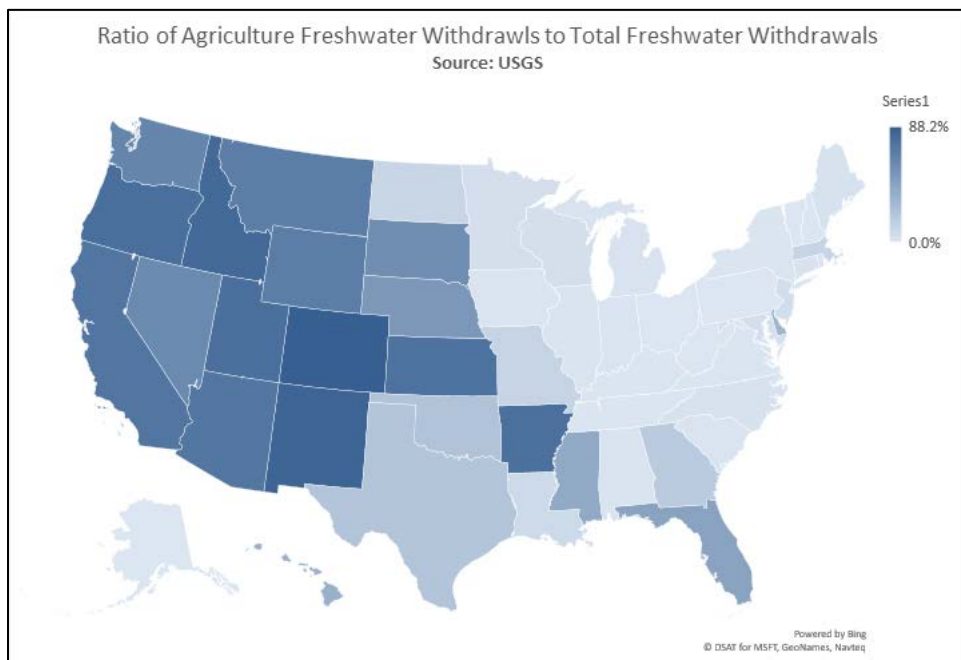 Ratio of Agriculture Freshwater Withdrawls to Total Freshwater Withdrawals
Source: USGS
Series1
88.2%
0.0%
Powered by Bing
© DSAT for MSFT, GeoNames, Navteq